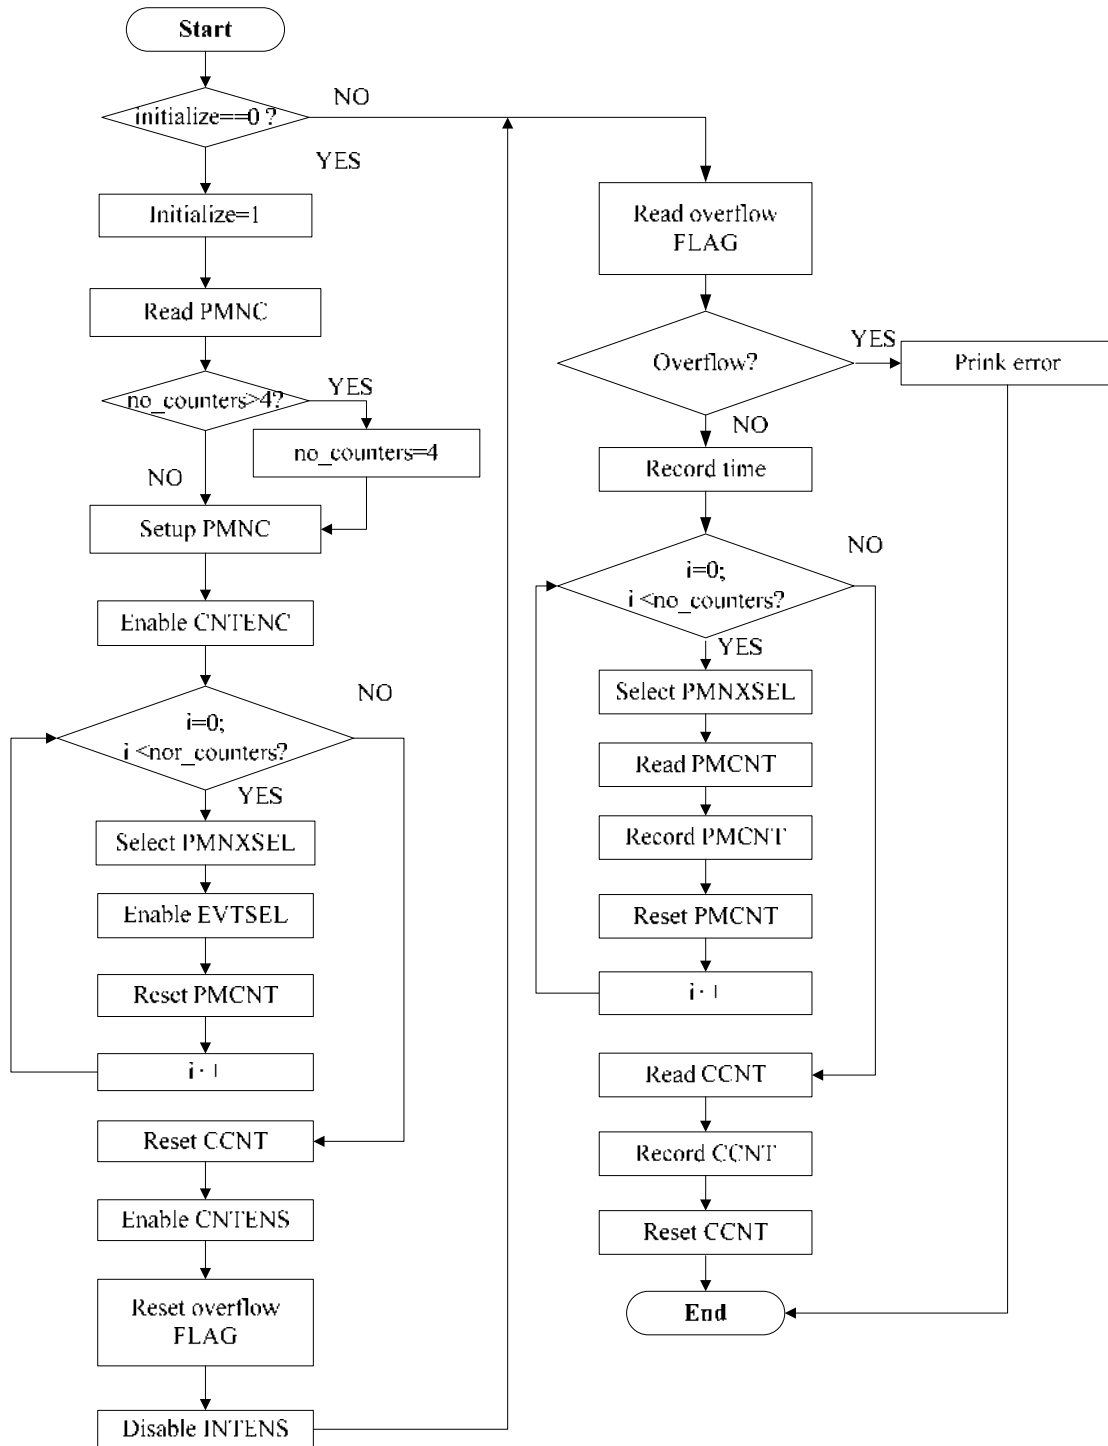 Start
initialize==0 ?
NO
YES
Initialize=1
Read PMNC
no_counters>4?
YES
no_counters=4
NO
Setup PMNC
Enable CNTENC
NO
i=0;
i <nor_counters?
YES
Select PMNXSEL
Enable EVTSEL
Reset PMCNT
Reset CCNT
Enable CNTENS
Reset overflow
FLAG
Disable INTENS
Read overflow
FLAG
Overflow?
YES
Prink error
NO
Record time
NO
i=0;
i <no_counters?
YES
Select PMNXSEL
Read PMCNT
Record PMCNT
Reset PMCNT
Read CCNT
Record CCNT
Reset CCNT
End